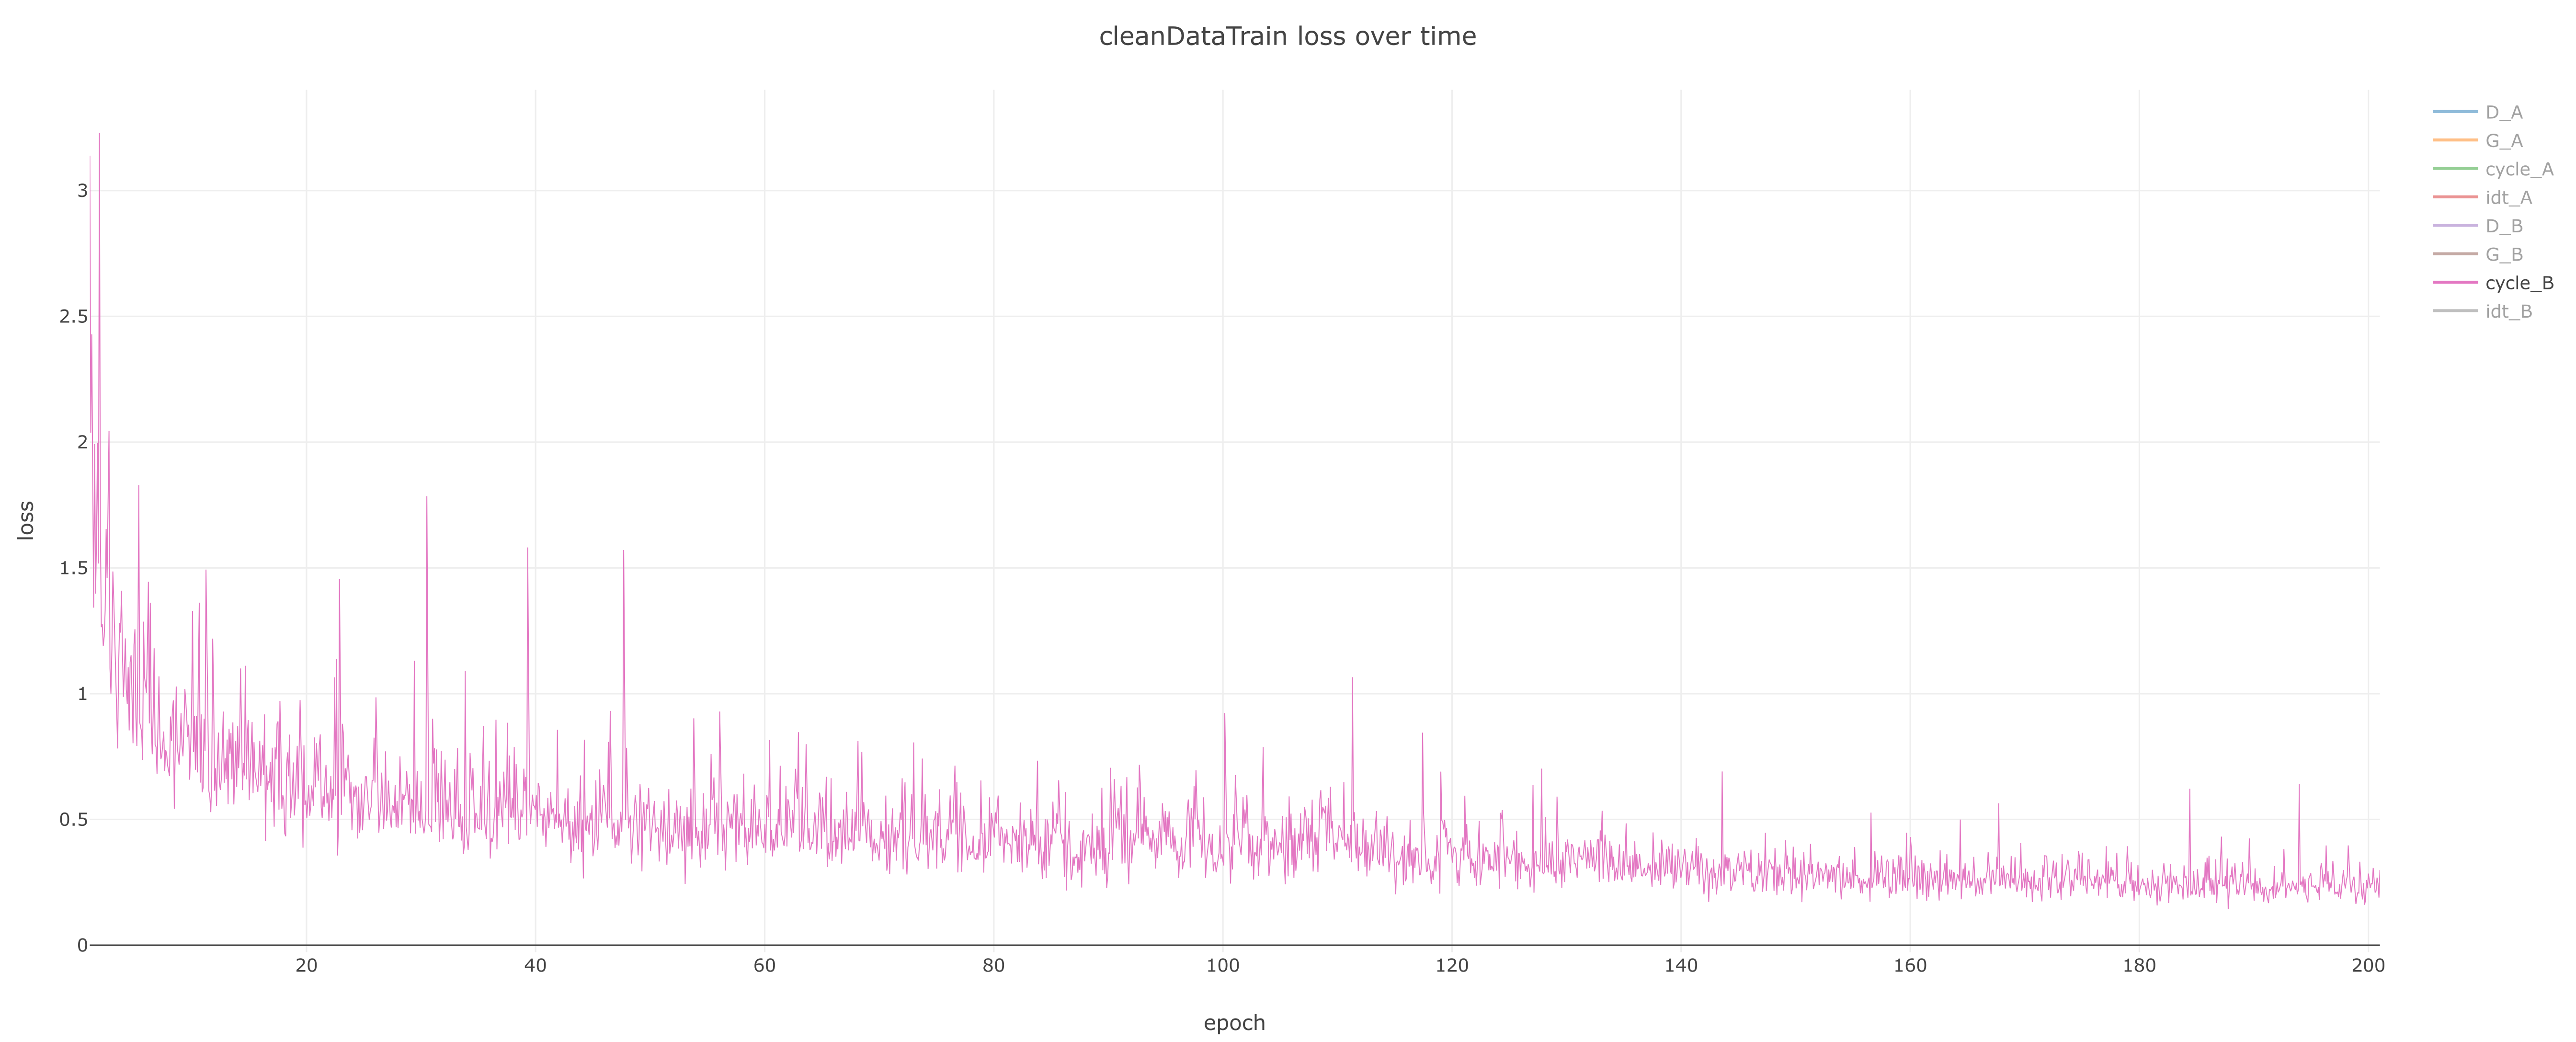 cleanDataTrain loss over time
D_A
G_A
cycle_A
idt_A
D_B
G_B
cycle_B
idt_B
loss
3
2.5
2
1.5
1
0.5
0
20
40
60
80
100
120
140
160
180
200
epoch